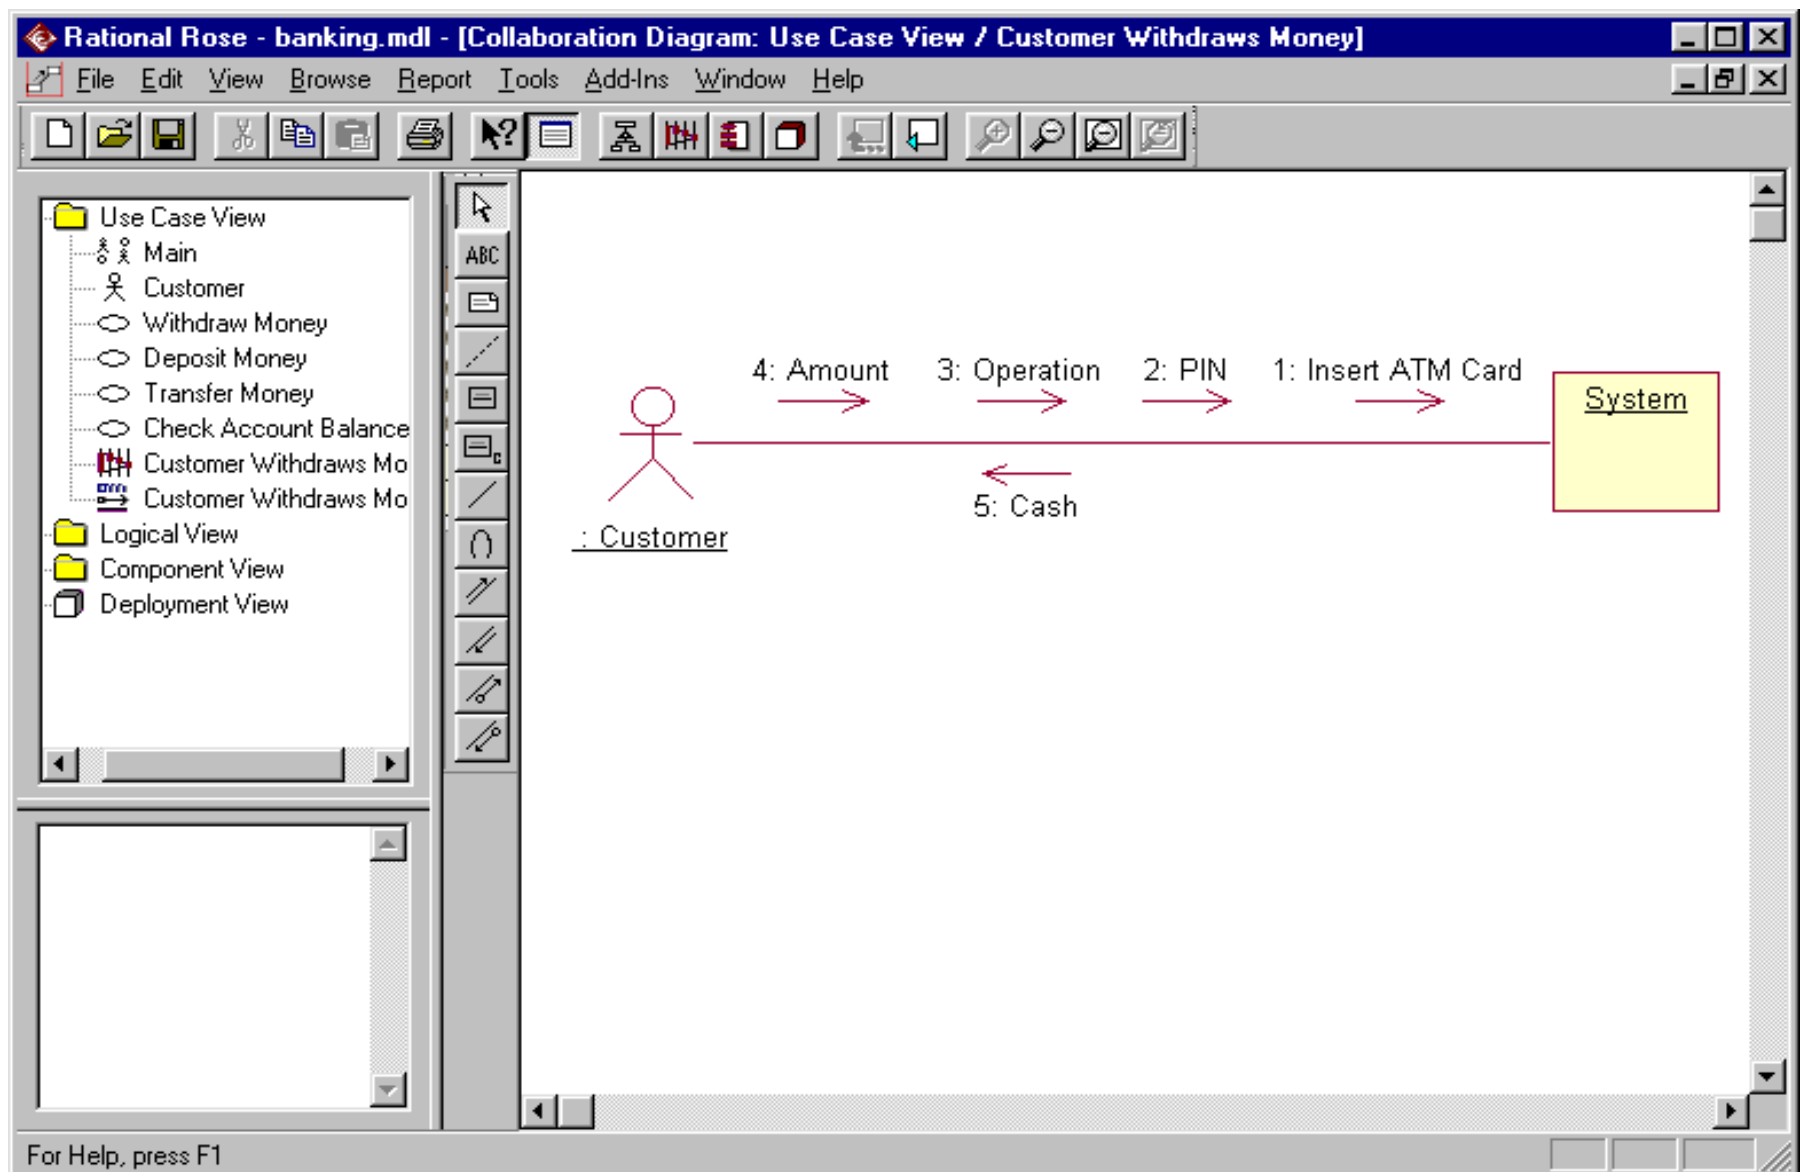 Rational Rose - banking.mdl - [Collaboration Diagram: Use Case View / Customer Withdraws Money]
File Edit View Browse Report Tools Add-Ins Window Help
Use Case View
Main
Customer
Withdraw Money
Deposit Money
Transfer Money
Check Account Balance
Customer Withdraws Mo
Customer Withdraws Mo
Logical View
Component View
Deployment View
ABC
4: Amount 3: Operation 2: PIN 1: Insert ATM Card
System
5: Cash
: Customer
For Help, press F1